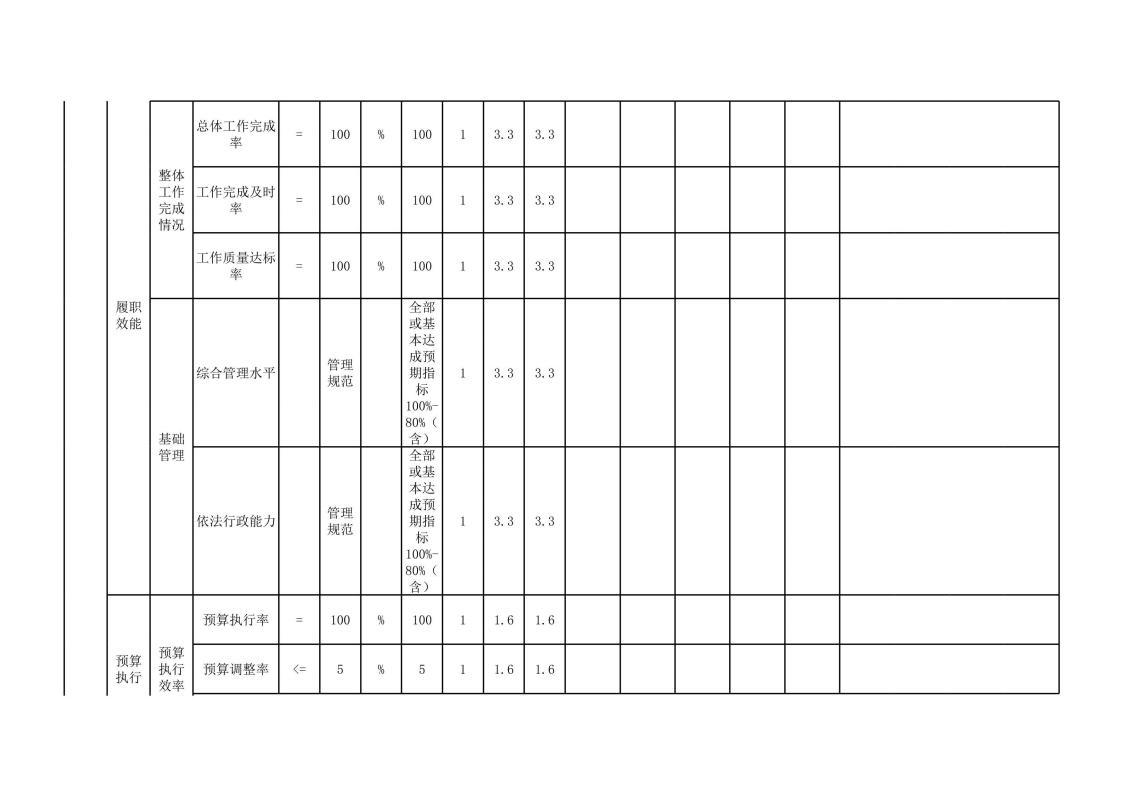 履职
效能
整体
工作
完成
情况
总体工作完成
率
=
100
%
100
1
3.3
3.3
工作完成及时
率
=
100
%
100
1
3.3
3.3
工作质量达标
率
=
100
%
100
1
3.3
3.3
基础
管理
综合管理水平
管理
规范
全部
或基
本达
成预
期指
标
100%-
80%（
含）
1
3.3
3.3
依法行政能力
管理
规范
全部
或基
本达
成预
期指
标
100%-
80%（
含）
1
3.3
3.3
预算
执行
预算
执行
效率
预算执行率
=
100
%
100
1
1.6
1.6
预算调整率
<=
5
%
5
1
1.6
1.6